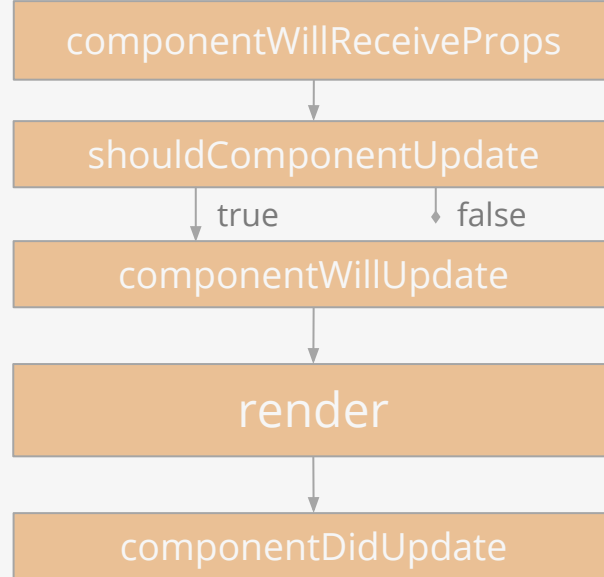 componentWillReceiveProps
shouldComponentUpdate
true false
componentWillUpdate
render
componentDidUpdate